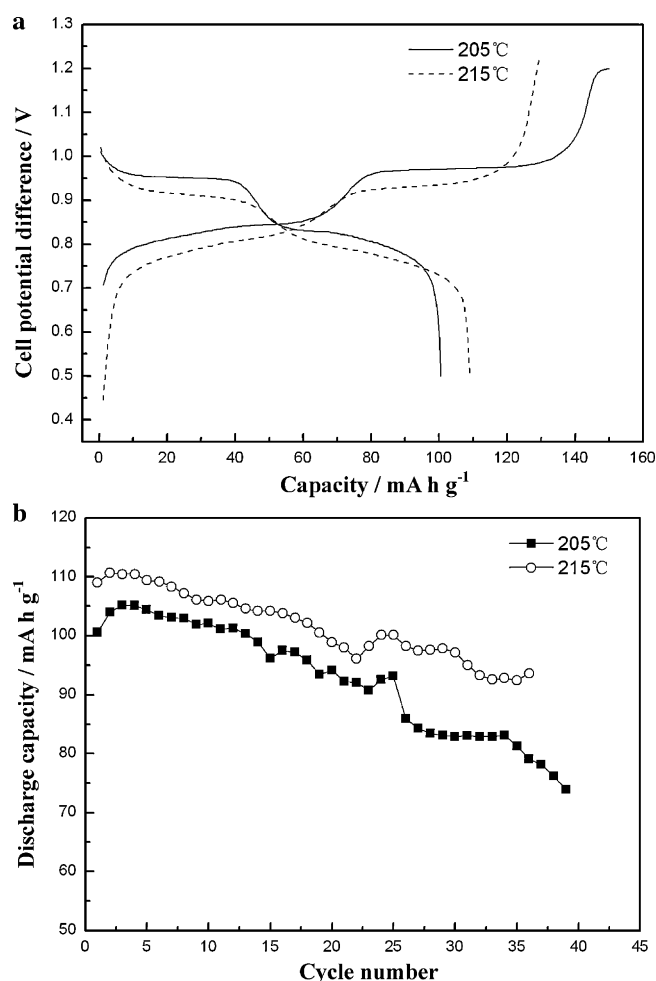 a
205℃
215℃
1.3
1.2
1.1
1.0
0.9
0.8
0.7
0.6
0.5
0.4
Cell potential difference / V
0 20 40 60 80 100 120 140 160
Capacity / mA h g⁻¹
b
205℃
215℃
120
110
100
90
80
70
60
50
Discharge capacity / mA h g⁻¹
0 5 10 15 20 25 30 35 40 45
Cycle number